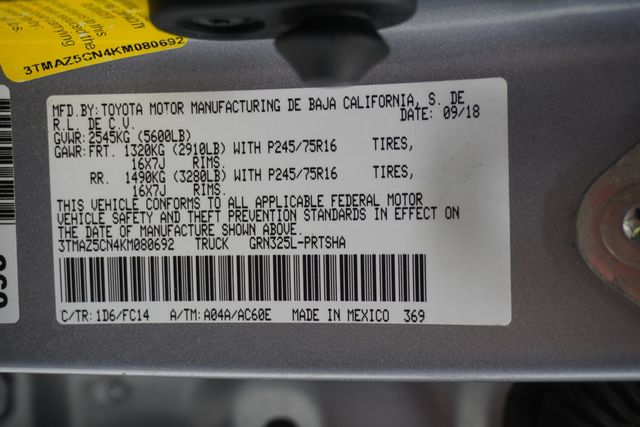 carrying
3TMAZ5CN4KM080692
MFD.BY:TOYOTA MOTOR MANUFACTURING DE BAJA CALIFORNIA, S. DE
R.L. DE C.V. DATE: 09/18
GVWR: 2545KG (5600LB)
GAWR:FRT. 1320KG (2910LB) WITH P245/75R16 TIRES,
16X7J RIMS.
RR. 1490KG (3280LB) WITH P245/75R16 TIRES,
16X7J RIMS.
THIS VEHICLE CONFORMS TO ALL APPLICABLE FEDERAL MOTOR
VEHICLE SAFETY AND THEFT PREVENTION STANDARDS IN EFFECT ON
THE DATE OF MANUFACTURE SHOWN ABOVE.
3TMAZ5CN4KM080692 TRUCK GRN325L-PRTSHA
C/TR: 1D6/FC14 A/TM: A04A/AC60E MADE IN MEXICO 369